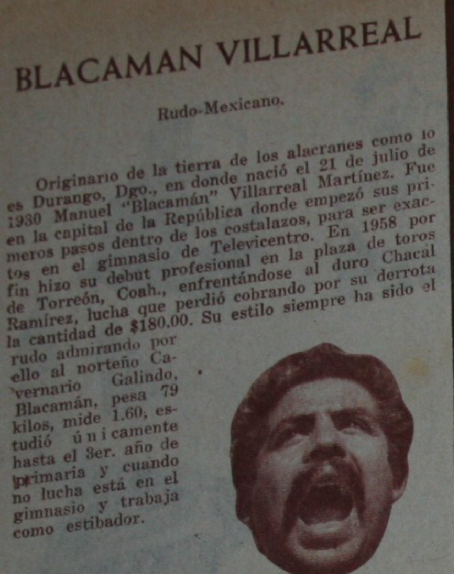 BLACAMAN VILLARREAL
Rudo-Mexicano.
Originario de la tierra de los alacranes como lo
es Durango, Dgo., en donde nació el 21 de julio de
1930 Manuel "Blacamán" Villarreal Martínez. Fue
en la capital de la República donde empezó sus pri-
meros pasos dentro de los costalazos, para ser exac-
tos en el gimnasio de Televicentro. En 1958 por
fin hizo su debut profesional en la plaza de toros
de Torreón, Coah., enfrentándose al duro Chacal
Ramírez, lucha que perdió cobrando por su derrota
la cantidad de $180.00. Su estilo siempre ha sido el
rudo admirando por
ello al norteño Ca-
vernario Galindo,
Blacamán, pesa 79
kilos, mide 1.60, es-
tudió únicamente
hasta el 3er. año de
primaria y cuando
no lucha está en el
gimnasio y trabaja
como estibador.